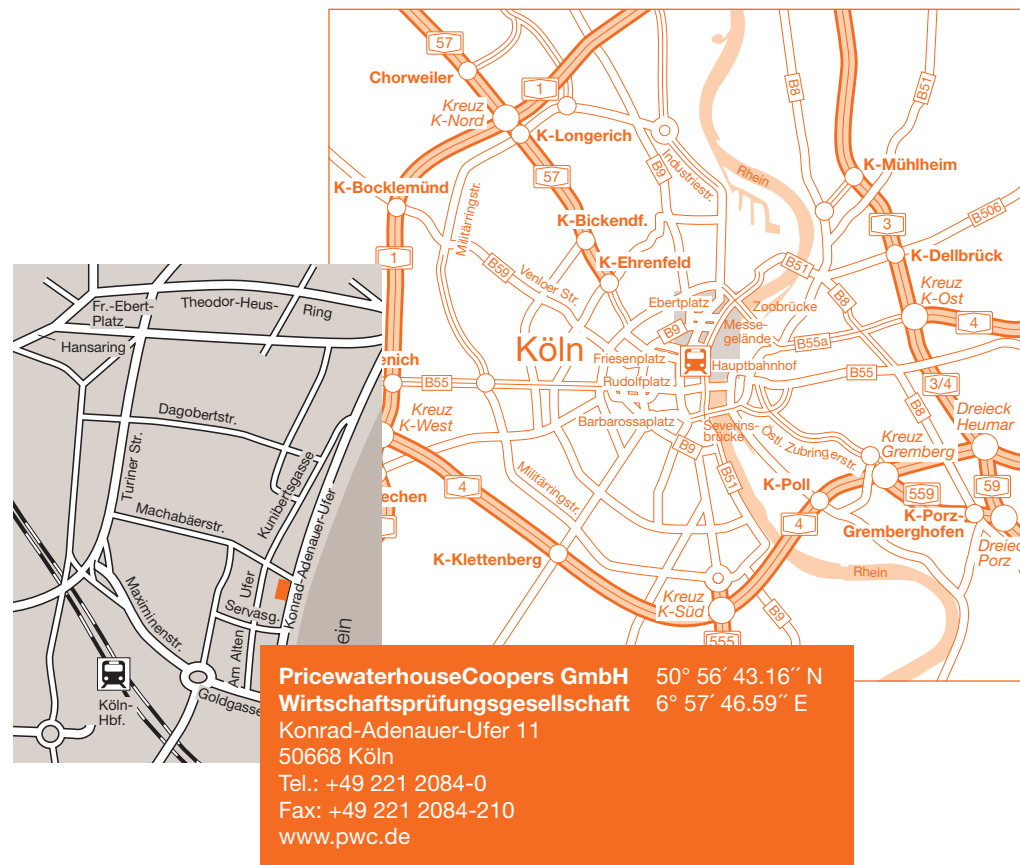 57
Chorweiler
1
Kreuz
K-Nord
K-Longerich
B9
Industriestr.
B8
B51
Rhein
K-Mühlheim
57
K-Bocklemünd
Militärringstr.
K-Bickendf.
3
B506
1
B59
Venloer Str.
K-Ehrenfeld
B51
K-Dellbrück
Ebertplatz
Zoobrücke
B8
Kreuz
K-Ost
B9
Messe-
gelände
4
Köln
Friesenplatz
Hauptbahnhof
B55a
enich
B55
Rudolfplatz
B55
3/4
Kreuz
K-West
Barbarossaplatz
Severins-
brücke
B8
Dreieck
Heumar
B9
Östl. Zubringerstr.
Kreuz
Gremberg
echen
4
Militärringstr.
B51
K-Poll
559
59
4
K-Porz-
Gremberghofen
K-Klettenberg
Dreieck
Porz
Rhein
Kreuz
K-Süd
B9
555
Fr.-Ebert-
Platz
Theodor-Heus-
Ring
Hansaring
Dagobertstr.
Turiner Str.
Kunibertsgasse
Machabäerstr.
Konrad-Adenauer-Ufer
Ufer
Servasg.
Maximinenstr.
Am Alten
ein
Goldgasse
Köln-
Hbf.
PricewaterhouseCoopers GmbH 50° 56´ 43.16´´ N
Wirtschaftsprüfungsgesellschaft 6° 57´ 46.59´´ E
Konrad-Adenauer-Ufer 11
50668 Köln
Tel.: +49 221 2084-0
Fax: +49 221 2084-210
www.pwc.de